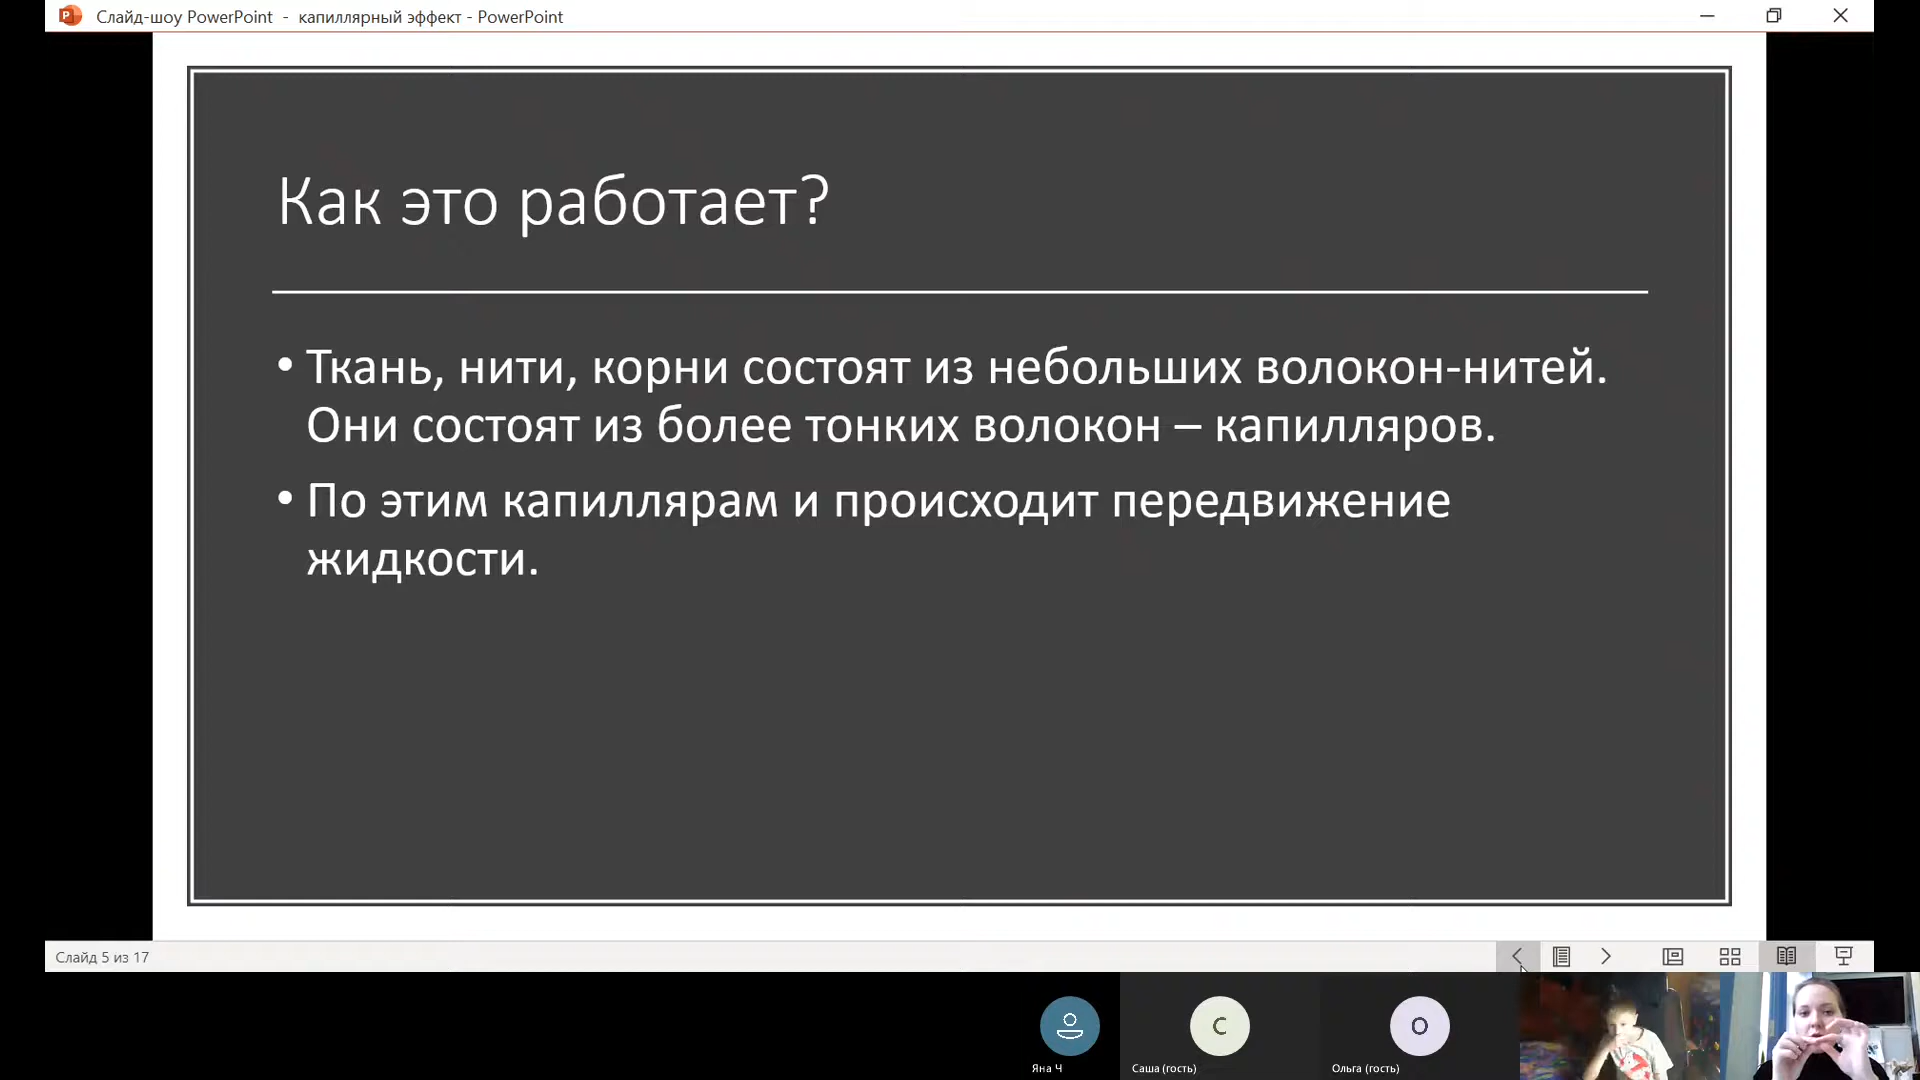 Слайд-шоу PowerPoint - капиллярный эффект - PowerPoint
Как это работает?
• Ткань, нити, корни состоят из небольших волокон-нитей.
Они состоят из более тонких волокон – капилляров.
• По этим капиллярам и происходит передвижение
жидкости.
Слайд 5 из 17
С
О
Яна Ч
Саша (гость)
Ольга (гость)